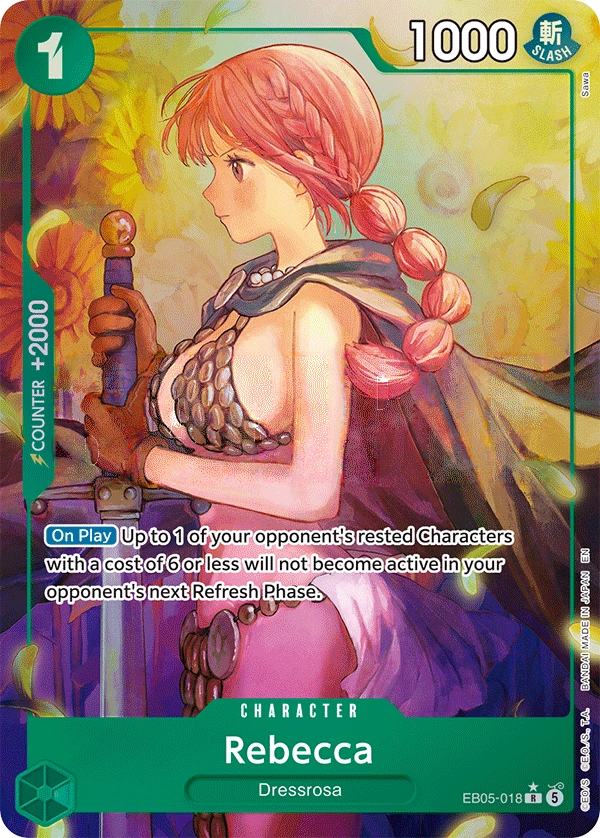 1
1000
斬
SLASH
Sawa
COUNTER +2000
On Play Up to 1 of your opponent's rested Characters
with a cost of 6 or less will not become active in your
opponent's next Refresh Phase.
CHARACTER
Rebecca
Dressrosa
EB05-018 R 5
©EO/S ©E.O./S., T.A. BANDAI MADE IN JAPAN EN